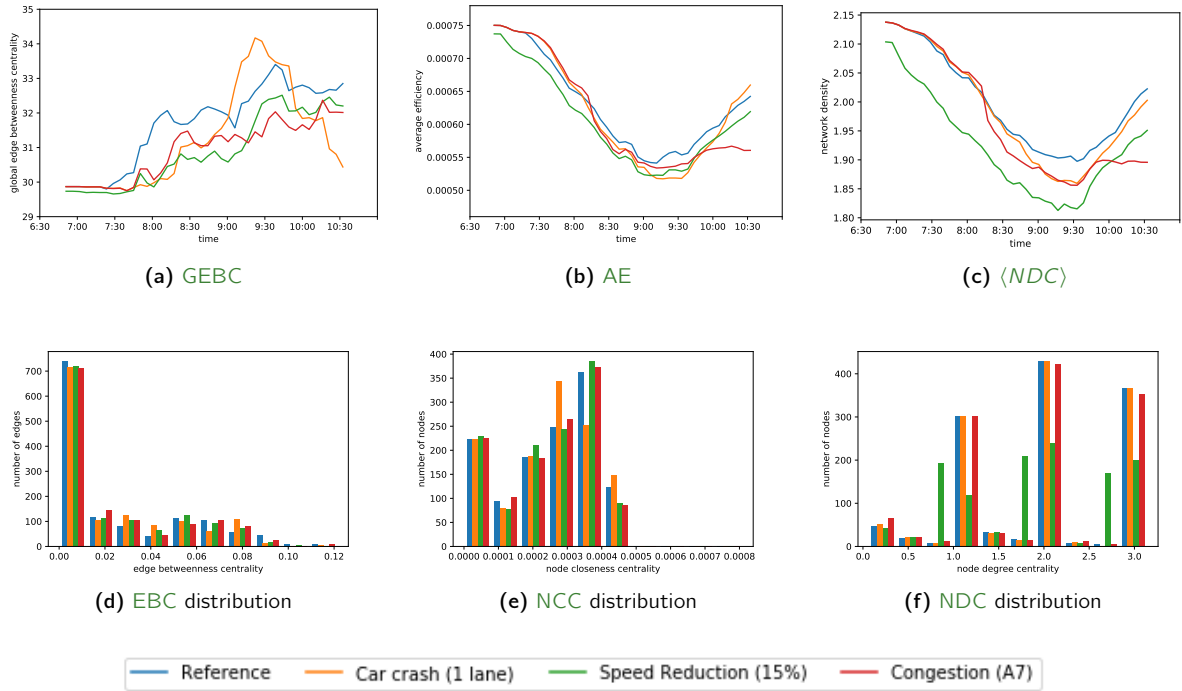 35
34
33
32
31
30
29
global edge betweenness centrality
6:30 7:00 7:30 8:00 8:30 9:00 9:30 10:00 10:30
time
(a) GEBC
0.00075
0.00070
0.00065
0.00060
0.00055
0.00050
average efficiency
6:30 7:00 7:30 8:00 8:30 9:00 9:30 10:00 10:30
time
(b) AE
2.15
2.10
2.05
2.00
1.95
1.90
1.85
1.80
network density
6:30 7:00 7:30 8:00 8:30 9:00 9:30 10:00 10:30
time
(c) ⟨NDC⟩
700
600
500
400
300
200
100
0
number of edges
0.00 0.02 0.04 0.06 0.08 0.10 0.12
edge betweenness centrality
(d) EBC distribution
400
350
300
250
200
150
100
50
0
number of nodes
0.0000 0.0001 0.0002 0.0003 0.0004 0.0005 0.0006 0.0007 0.0008
node closeness centrality
(e) NCC distribution
400
300
200
100
0
number of nodes
0.0 0.5 1.0 1.5 2.0 2.5 3.0
node degree centrality
(f) NDC distribution
Reference Car crash (1 lane) Speed Reduction (15%) Congestion (A7)